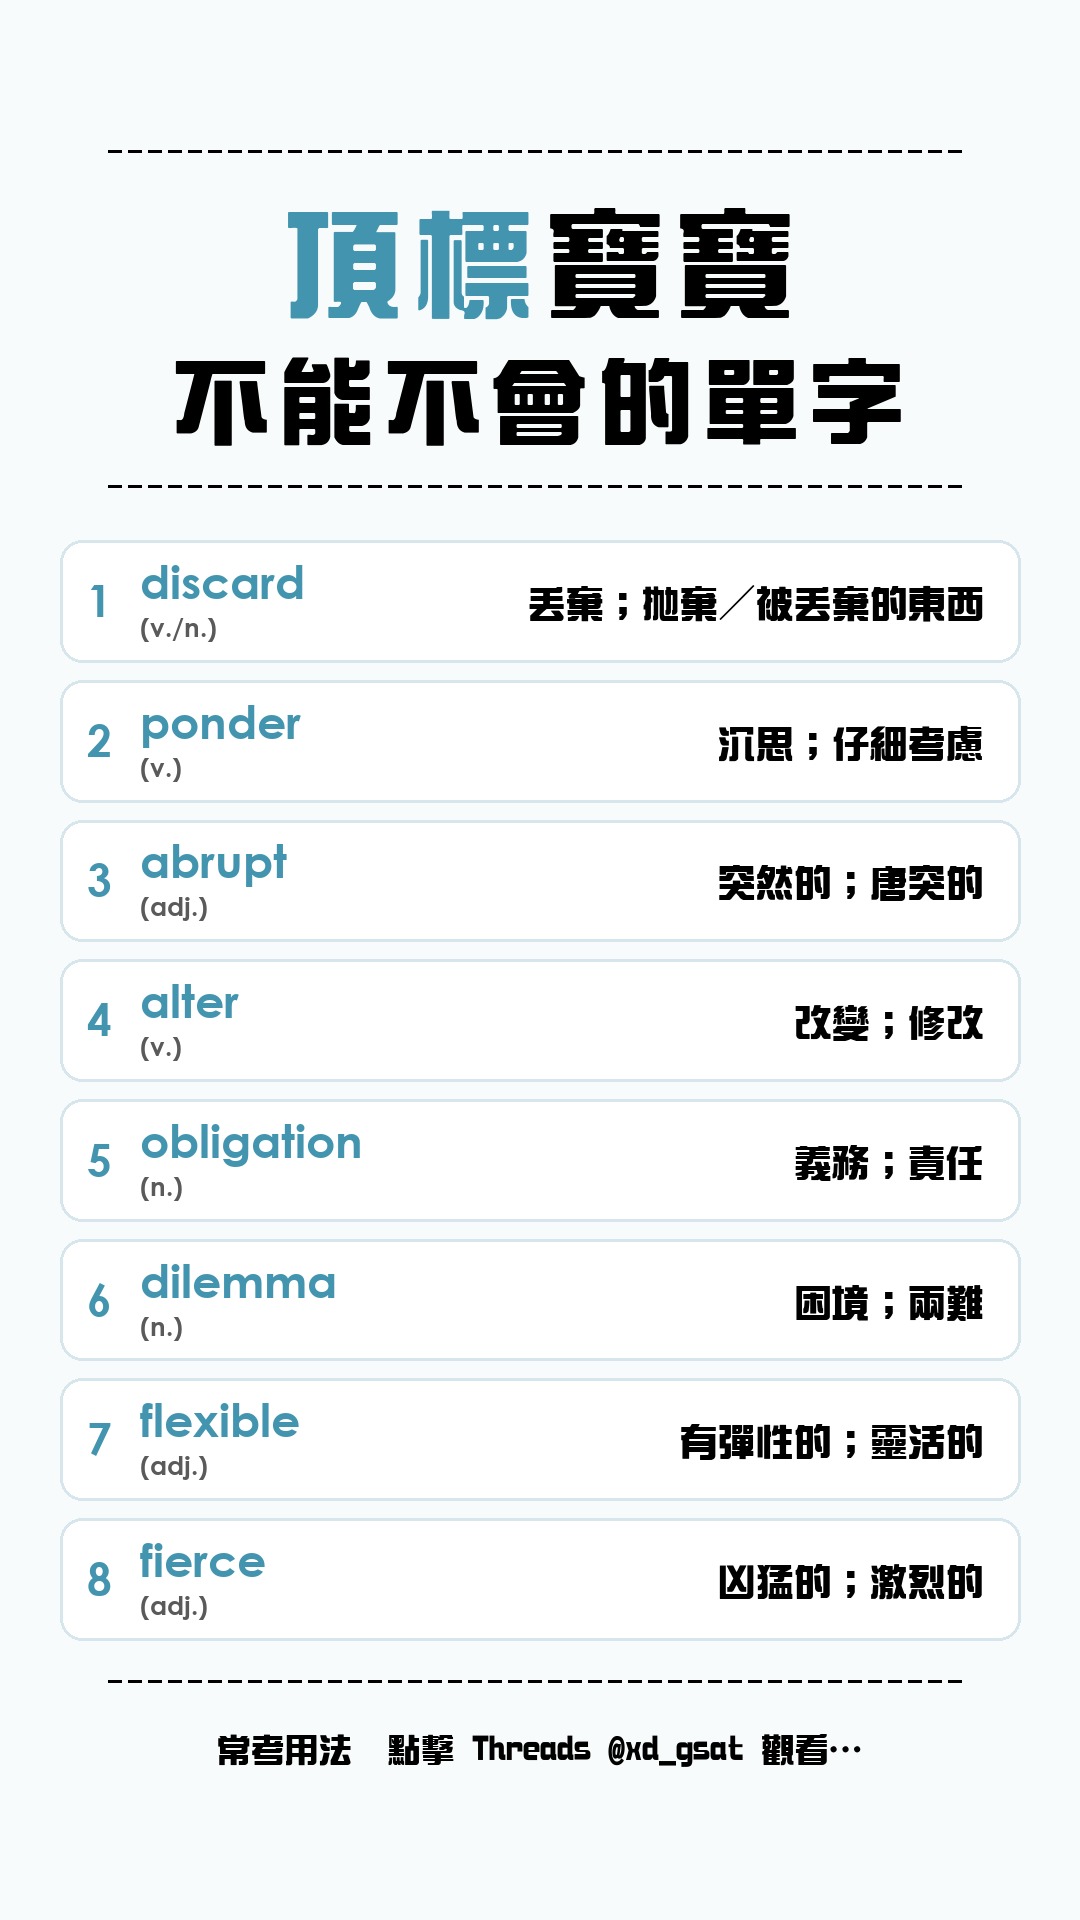 頂標寶寶
不能不會的單字
1 discard 丟棄；拋棄／被丟棄的東西
(v./n.)
2 ponder 沉思；仔細考慮
(v.)
3 abrupt 突然的；唐突的
(adj.)
4 alter 改變；修改
(v.)
5 obligation 義務；責任
(n.)
6 dilemma 困境；兩難
(n.)
7 flexible 有彈性的；靈活的
(adj.)
8 fierce 凶猛的；激烈的
(adj.)
常考用法　點擊 Threads @xd_gsat 觀看…